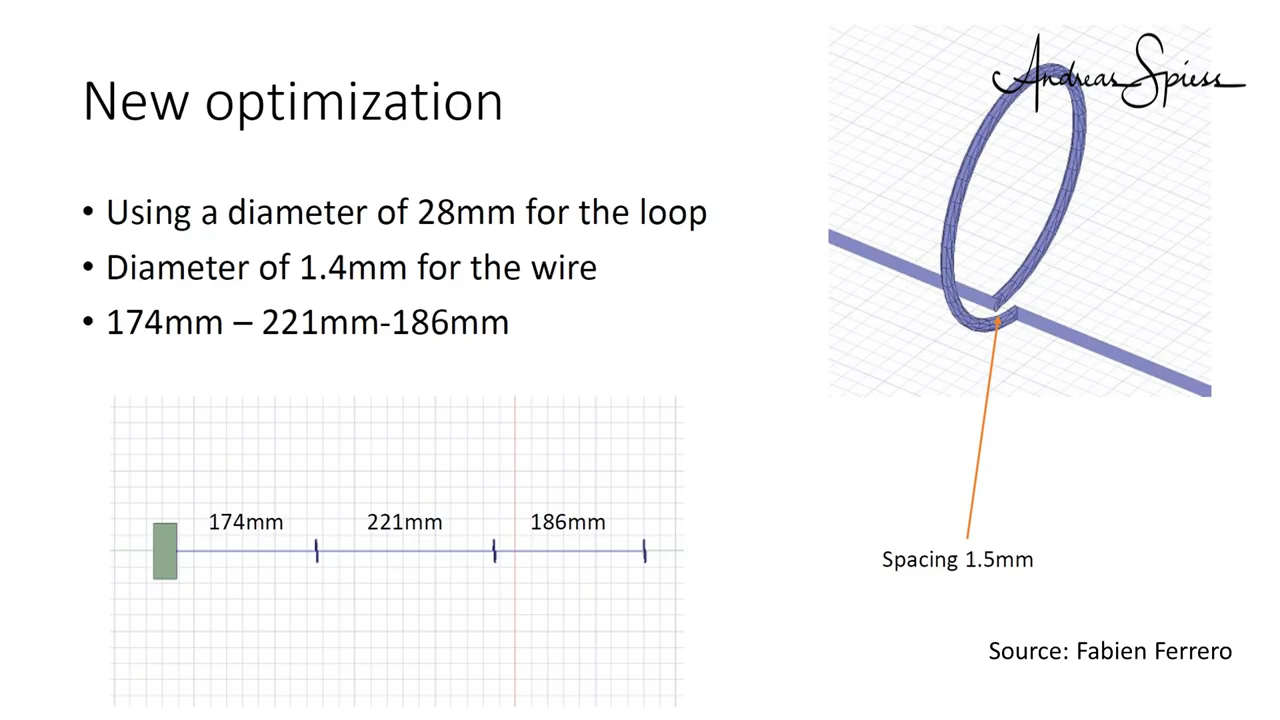 Andreas Spiess
New optimization
• Using a diameter of 28mm for the loop
• Diameter of 1.4mm for the wire
• 174mm – 221mm-186mm
174mm 221mm 186mm
Spacing 1.5mm
Source: Fabien Ferrero